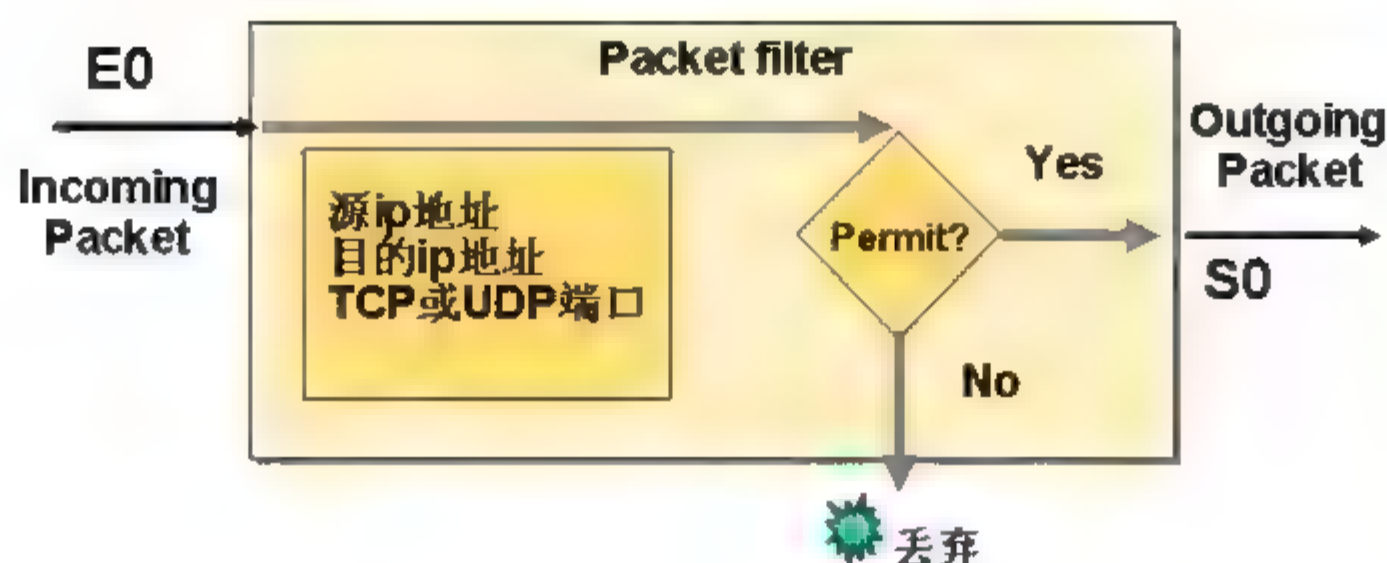 Packet filter
E0
Incoming
Packet
源ip地址
目的ip地址
TCP或UDP端口
Permit?
Yes
No
Outgoing
Packet
S0
丢弃